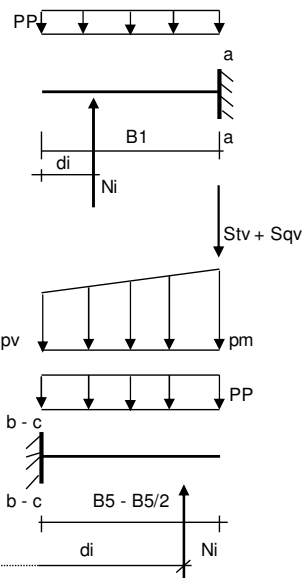 PP
a
B1
a
di
Ni
Stv + Sqv
pv
pm
PP
b - c
b - c
B5 - B5/2
di
Ni